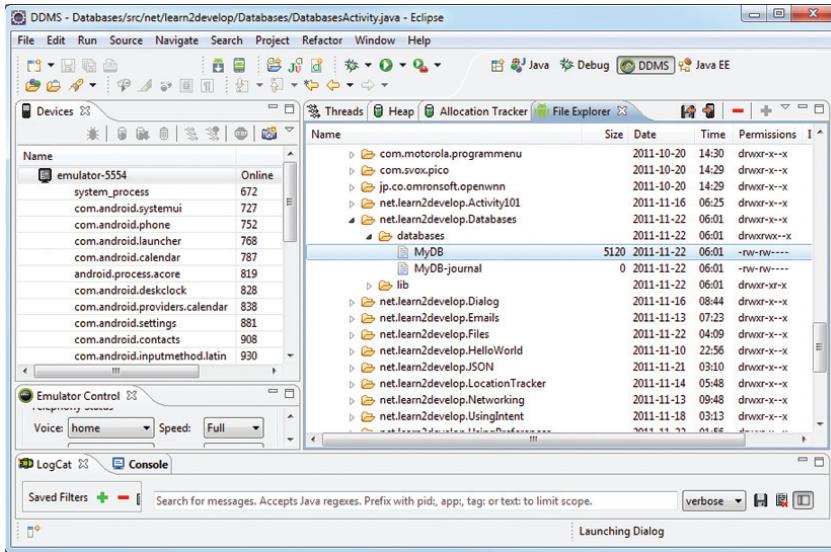 DDMS - Databases/src/net/learn2develop/Databases/DatabasesActivity.java - Eclipse
File Edit Run Source Navigate Search Project Refactor Window Help
Java Debug DDMS Java EE
Devices
Name
emulator-5554 Online
system_process 672
com.android.systemui 727
com.android.phone 752
com.android.launcher 768
com.android.calendar 787
android.process.acore 819
com.android.deskclock 828
com.android.providers.calendar 838
com.android.settings 881
com.android.contacts 908
com.android.inputmethod.latin 930
Emulator Control
Telephony Status
Voice: home Speed: Full
Threads Heap Allocation Tracker File Explorer
Name Size Date Time Permissions I
com.motorola.programmenu 2011-10-20 14:30 drwxr-x--x
com.svox.pico 2011-10-20 14:29 drwxr-x--x
jp.co.omronsoft.openwnn 2011-10-20 14:29 drwxr-x--x
net.learn2develop.Activity101 2011-11-16 06:25 drwxr-x--x
net.learn2develop.Databases 2011-11-22 06:01 drwxr-x--x
databases 2011-11-22 06:01 drwxrwx--x
MyDB 5120 2011-11-22 06:01 -rw-rw----
MyDB-journal 0 2011-11-22 06:01 -rw-rw----
lib 2011-11-22 06:01 drwxr-xr-x
net.learn2develop.Dialog 2011-11-16 08:44 drwxr-x--x
net.learn2develop.Emails 2011-11-13 07:23 drwxr-x--x
net.learn2develop.Files 2011-11-22 04:09 drwxr-x--x
net.learn2develop.HelloWorld 2011-11-10 22:56 drwxr-x--x
net.learn2develop.JSON 2011-11-21 03:10 drwxr-x--x
net.learn2develop.LocationTracker 2011-11-14 05:48 drwxr-x--x
net.learn2develop.Networking 2011-11-13 09:48 drwxr-x--x
net.learn2develop.UsingIntent 2011-11-18 03:13 drwxr-x--x
net.learn2develop.UsingPreferences
LogCat Console
Saved Filters
Search for messages. Accepts Java regexes. Prefix with pid:, app:, tag: or text: to limit scope.
verbose
Launching Dialog